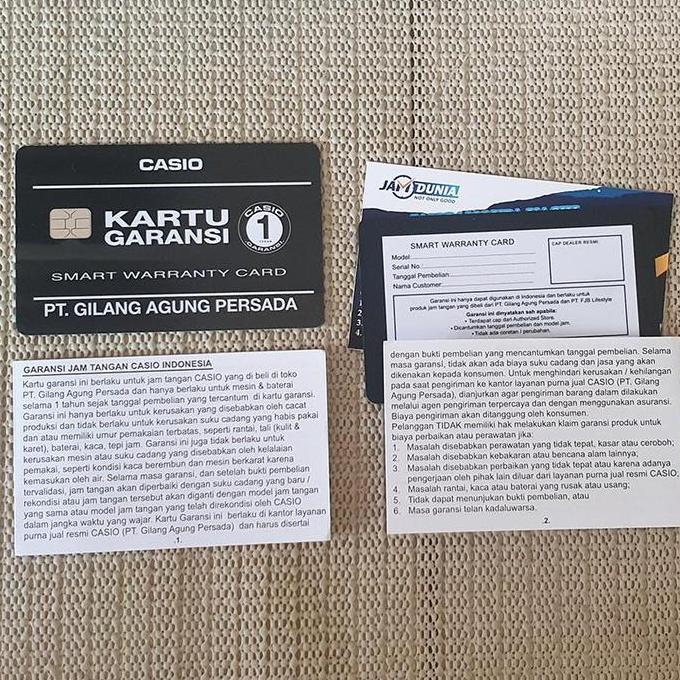 CASIO
KARTU
GARANSI
CASIO
1
TAHUN
GARANSI
SMART WARRANTY CARD
PT. GILANG AGUNG PERSADA
JAM DUNIA
NOT ONLY GOOD
SMART WARRANTY CARD
Model:
Serial No :
Tanggal Pembelian:
Nama Customer:
CAP DEALER RESMI:
Garansi ini hanya dapat digunakan di Indonesia dan berlaku untuk
produk jam tangan yang dibeli dari PT. Gilang Agung Persada dan PT. FJB Lifestyle
Garansi ini dinyatakan sah apabila:
• Terdapat cap dari Authorized Store.
• Dicantumkan tanggal pembelian dan model jam.
• Tidak ada coretan / perubahan.
GARANSI JAM TANGAN CASIO INDONESIA
Kartu garansi ini berlaku untuk jam tangan CASIO yang di beli di toko
PT. Gilang Agung Persada dan hanya berlaku untuk mesin & baterai
selama 1 tahun sejak tanggal pembelian yang tercantum di kartu garansi.
Garansi ini hanya berlaku untuk kerusakan yang disebabkan oleh cacat
produksi dan tidak berlaku untuk kerusakan suku cadang yang habis pakai
dan atau memiliki umur pemakaian terbatas, seperti rantai, tali (kulit &
karet), baterai, kaca, tepi jam. Garansi ini juga tidak berlaku untuk
kerusakan mesin atau suku cadang yang disebabkan oleh kelalaian
pemakai, seperti kondisi kaca berembun dan mesin berkarat karena
kemasukan oleh air. Selama masa garansi, dan setelah bukti pembelian
tervalidasi, jam tangan akan diperbaiki dengan suku cadang yang baru /
rekondisi atau jam tangan tersebut akan diganti dengan model jam tangan
yang sama atau model jam tangan yang telah direkondisi oleh CASIO
dalam jangka waktu yang wajar. Kartu Garansi ini berlaku di kantor layanan
purna jual resmi CASIO (PT. Gilang Agung Persada) dan harus disertai
.1.
dengan bukti pembelian yang mencantumkan tanggal pembelian. Selama
masa garansi, tidak akan ada biaya suku cadang dan jasa yang akan
dikenakan kepada konsumen. Untuk menghindari kerusakan / kehilangan
pada saat pengiriman ke kantor layanan purna jual CASIO (PT. Gilang
Agung Persada), dianjurkan agar pengiriman barang dalam dilakukan
melalui agen pengiriman terpercaya dan dengan menggunakan asuransi.
Biaya pengiriman akan ditanggung oleh konsumen.
Pelanggan TIDAK memiliki hak melakukan klaim garansi produk untuk
biaya perbaikan atau perawatan jika:
1. Masalah disebabkan perawatan yang tidak tepat, kasar atau ceroboh;
2. Masalah disebabkan kebakaran atau bencana alam lainnya;
3. Masalah disebabkan perbaikan yang tidak tepat atau karena adanya
pengerjaan oleh pihak lain diluar dari layanan purna jual resmi CASIO;
4. Masalah rantai, kaca atau baterai yang rusak atau usang;
5. Tidak dapat menunjukan bukti pembelian, atau
6. Masa garansi telan kadaluwarsa.
.2.